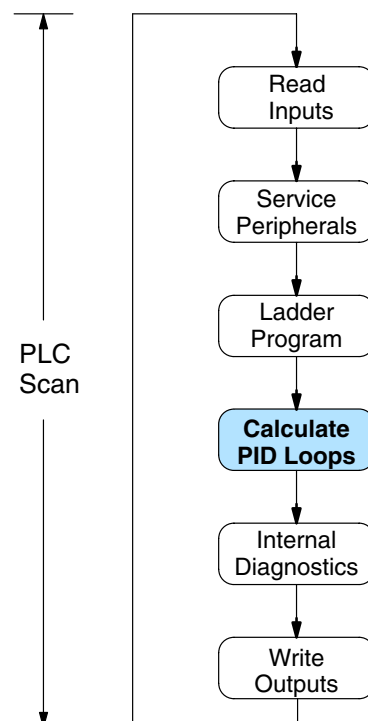 Read
Inputs
Service
Peripherals
Ladder
Program
PLC
Scan
Calculate
PID Loops
Internal
Diagnostics
Write
Outputs